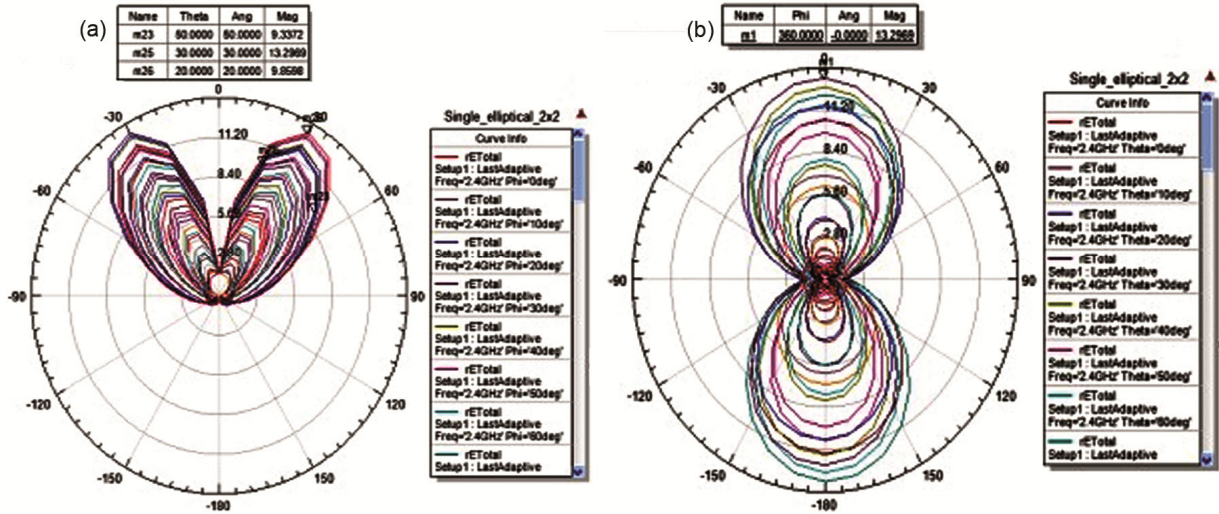 (a)
Name Theta Ang Mag
m23 50.0000 50.0000 9.3372
m25 30.0000 30.0000 13.2969
m26 20.0000 20.0000
0
-30
-60 60
-90 90
-120 120
-150 150
-180
11.20
8.40
Single_elliptical_2x2
Curve Info
rETotal
Setup1 : LastAdaptive
Freq='2.4GHz' Phi='0deg'
rETotal
Setup1 : LastAdaptive
Freq='2.4GHz' Phi='10deg'
rETotal
Setup1 : LastAdaptive
Freq='2.4GHz' Phi='20deg'
rETotal
Setup1 : LastAdaptive
Freq='2.4GHz' Phi='30deg'
rETotal
Setup1 : LastAdaptive
Freq='2.4GHz' Phi='40deg'
rETotal
Setup1 : LastAdaptive
Freq='2.4GHz' Phi='50deg'
rETotal
Setup1 : LastAdaptive
Freq='2.4GHz' Phi='60deg'
rETotal
Setup1 : LastAdaptive
(b)
Name Phi Ang Mag
m1 360.0000 -0.0000 13.2969
0
m1
-30 30
-60 60
-90 90
-120 120
-150 150
-180
11.20
8.40
Single_elliptical_2x2
Curve Info
rETotal
Setup1 : LastAdaptive
Freq='2.4GHz' Theta='0deg'
rETotal
Setup1 : LastAdaptive
Freq='2.4GHz' Theta='10deg'
rETotal
Setup1 : LastAdaptive
Freq='2.4GHz' Theta='20deg'
rETotal
Setup1 : LastAdaptive
Freq='2.4GHz' Theta='30deg'
rETotal
Setup1 : LastAdaptive
Freq='2.4GHz' Theta='40deg'
rETotal
Setup1 : LastAdaptive
Freq='2.4GHz' Theta='50deg'
rETotal
Setup1 : LastAdaptive
Freq='2.4GHz' Theta='60deg'
rETotal
Setup1 : LastAdaptive